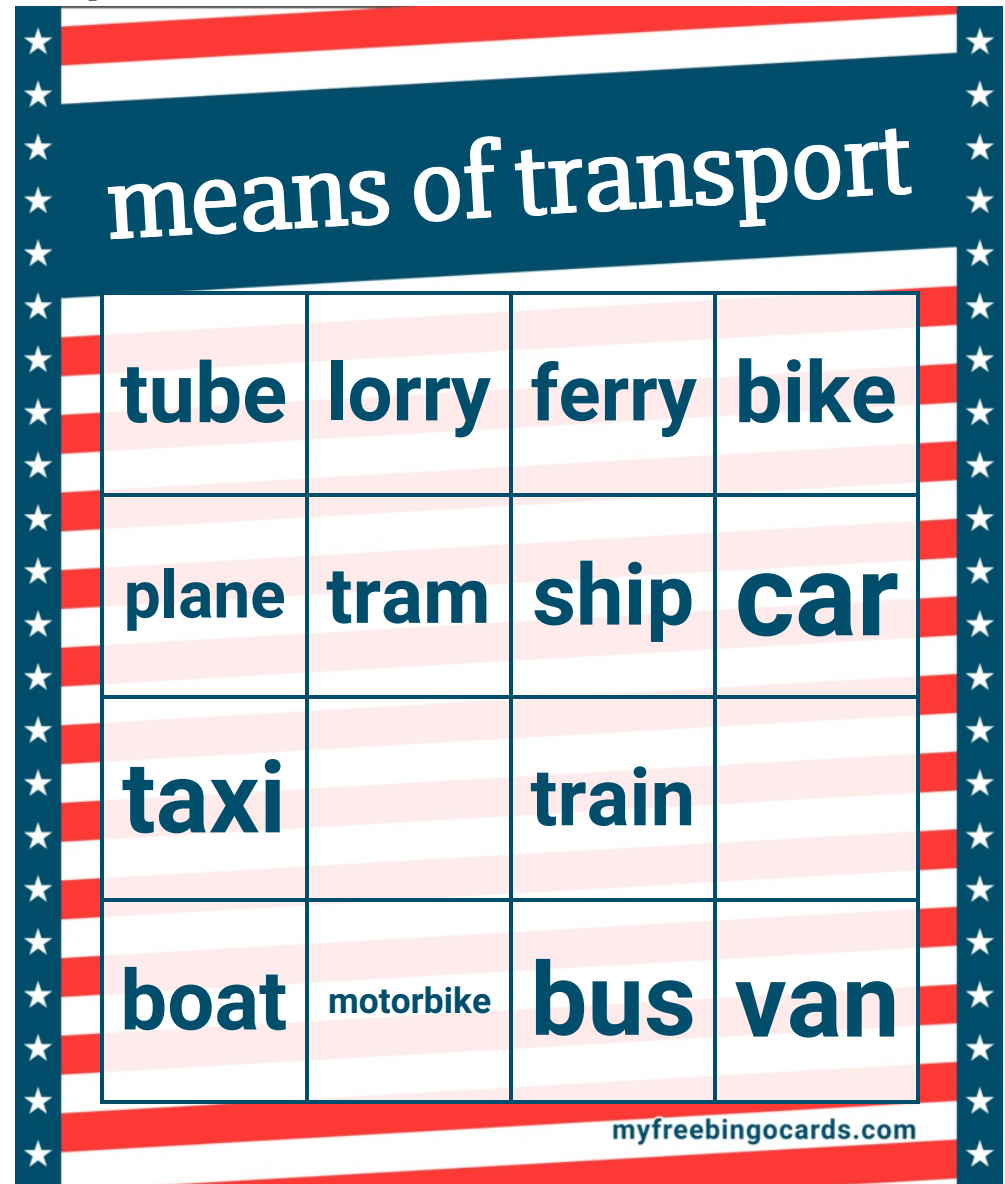 means of transport
tube lorry ferry bike
plane tram ship car
taxi train
boat motorbike bus van
myfreebingocards.com